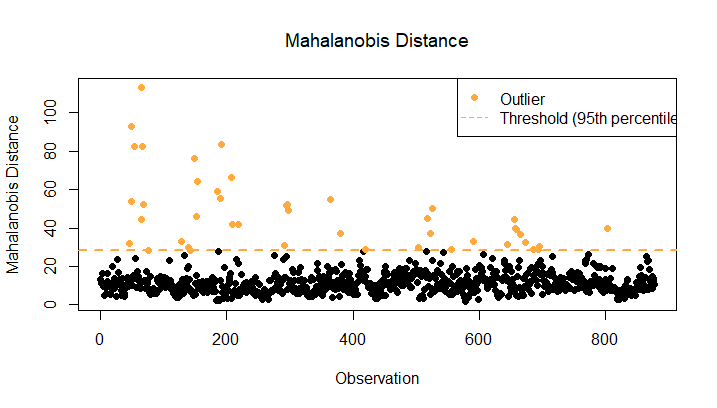 Mahalanobis Distance
Outlier
Threshold (95th percentile
Mahalanobis Distance
0
20
40
60
80
100
0
200
400
600
800
Observation